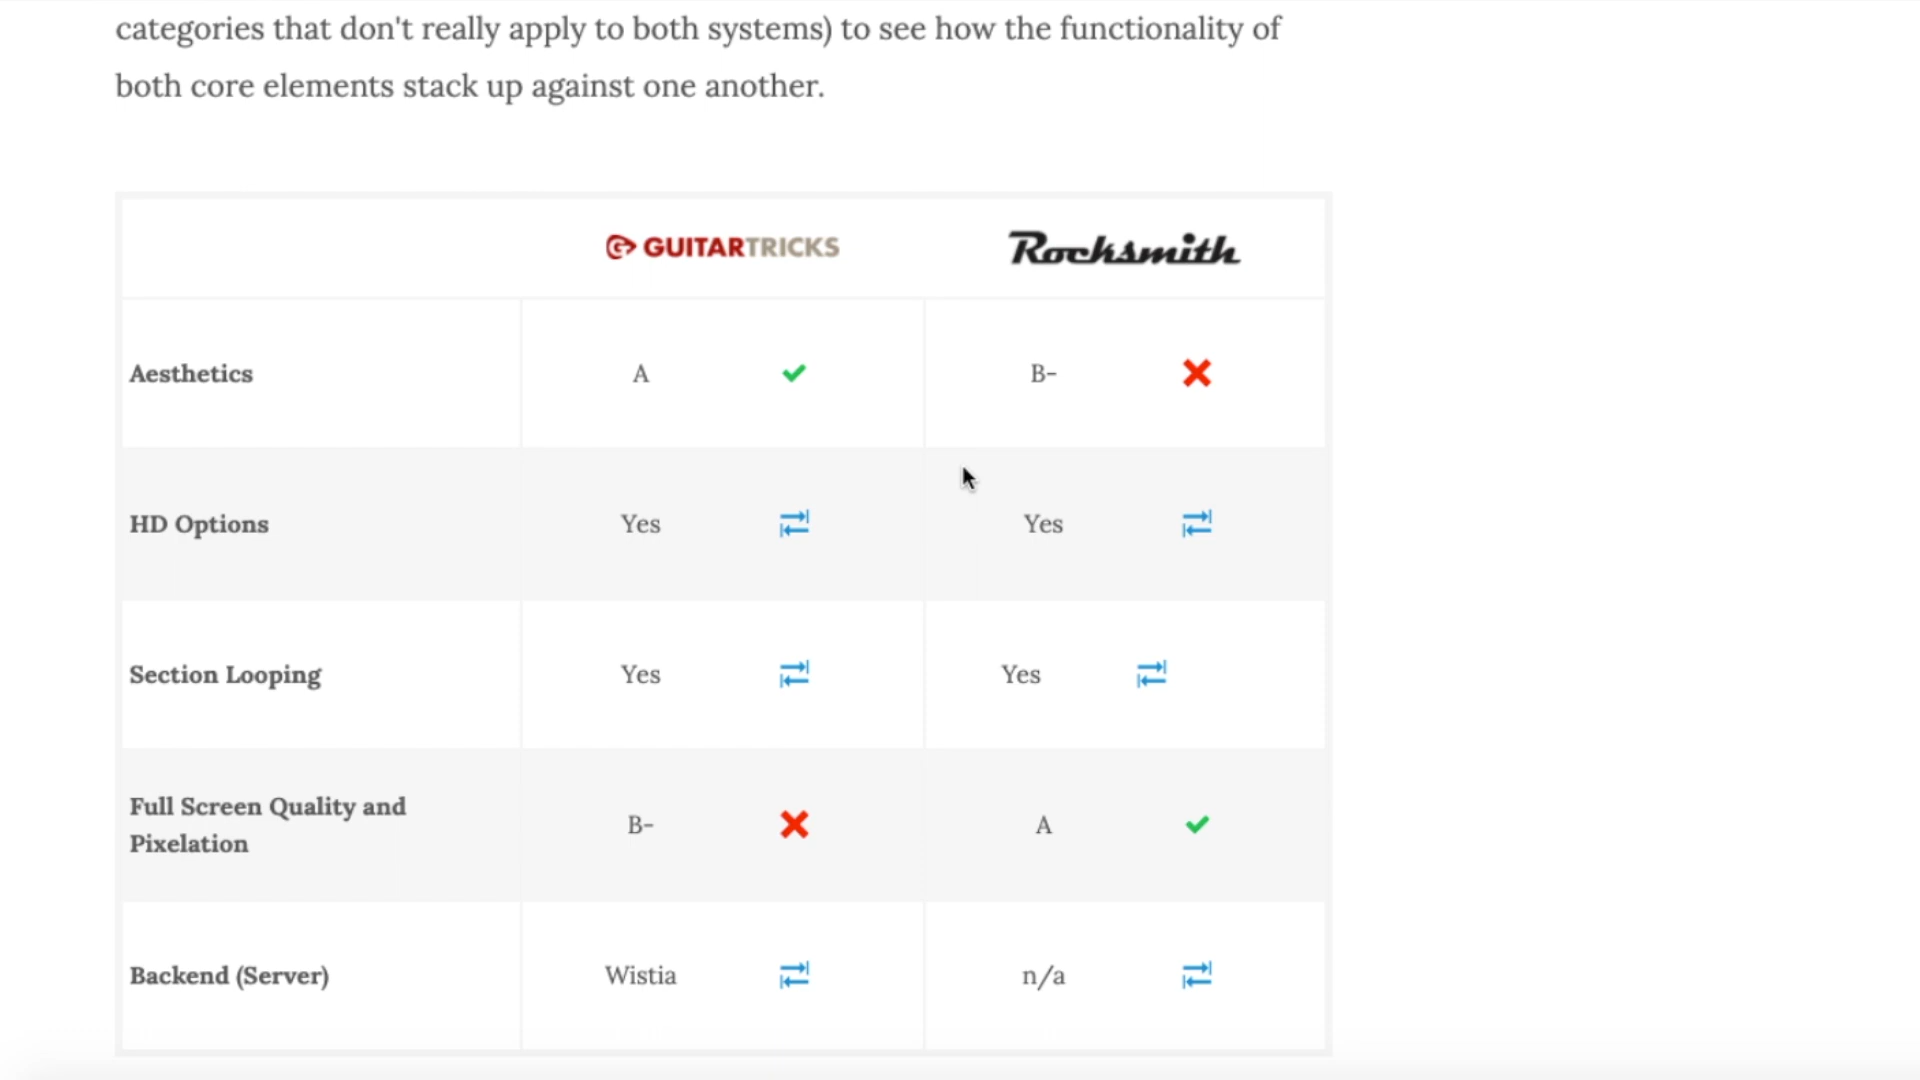 categories that don't really apply to both systems) to see how the functionality of
both core elements stack up against one another.
GUITARTRICKS Rocksmith
Aesthetics A B-
HD Options Yes Yes
Section Looping Yes Yes
Full Screen Quality and
Pixelation B- A
Backend (Server) Wistia n/a